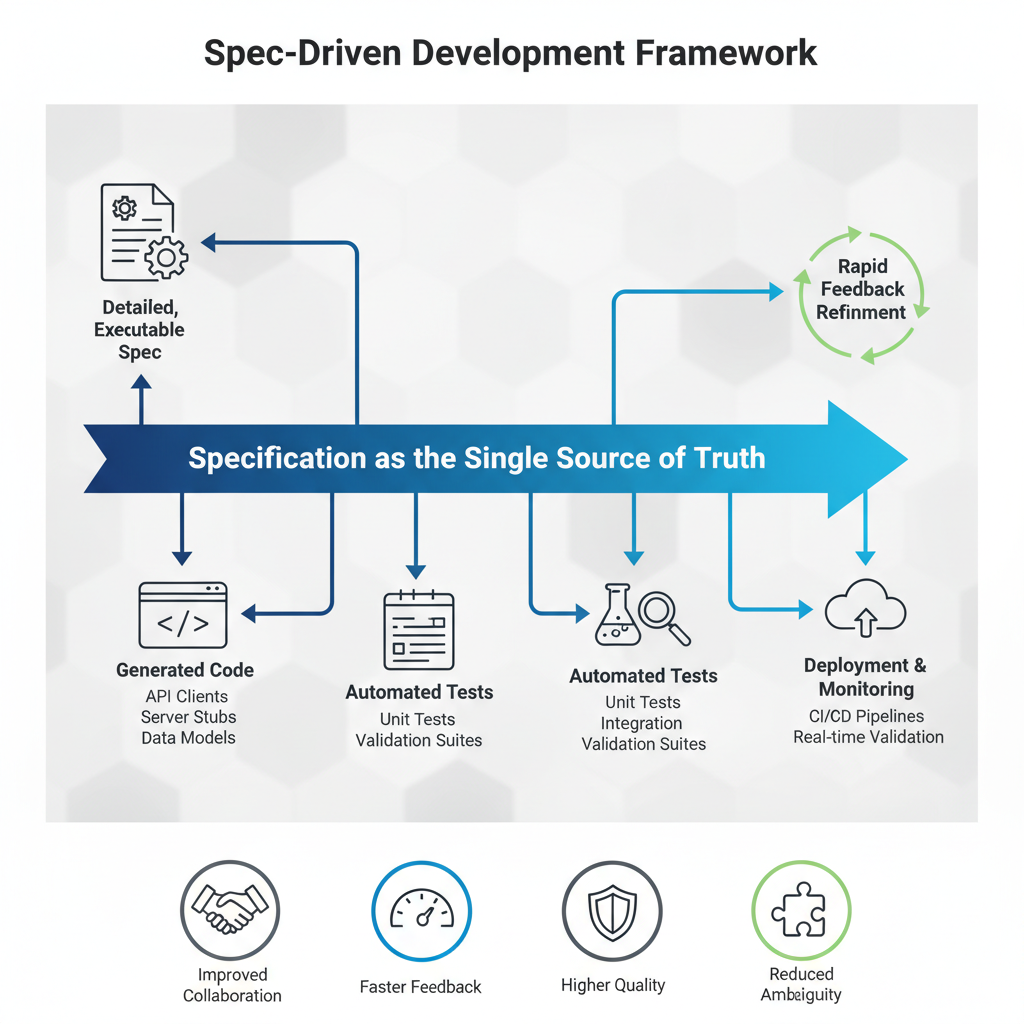 Spec-Driven Development Framework
Detailed,
Executable
Spec
Rapid
Feedback
Refinment
Specification as the Single Source of Truth
</>
Generated Code
API Clients
Server Stubs
Data Models
Automated Tests
Unit Tests
Validation Suites
Automated Tests
Unit Tests
Integration
Validation Suites
Deployment &
Monitoring
CI/CD Pipelines
Real-time Validation
Improved
Collaboration
Faster Feedback
Higher Quality
Reduced
Ambiguity